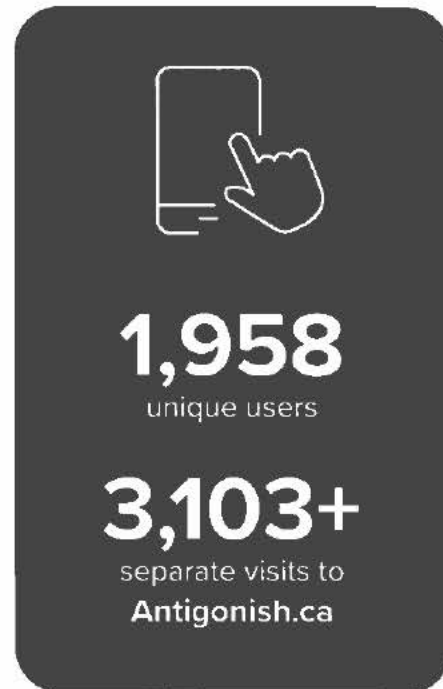 1,958
unique users
3,103+
separate visits to
Antigonish.ca